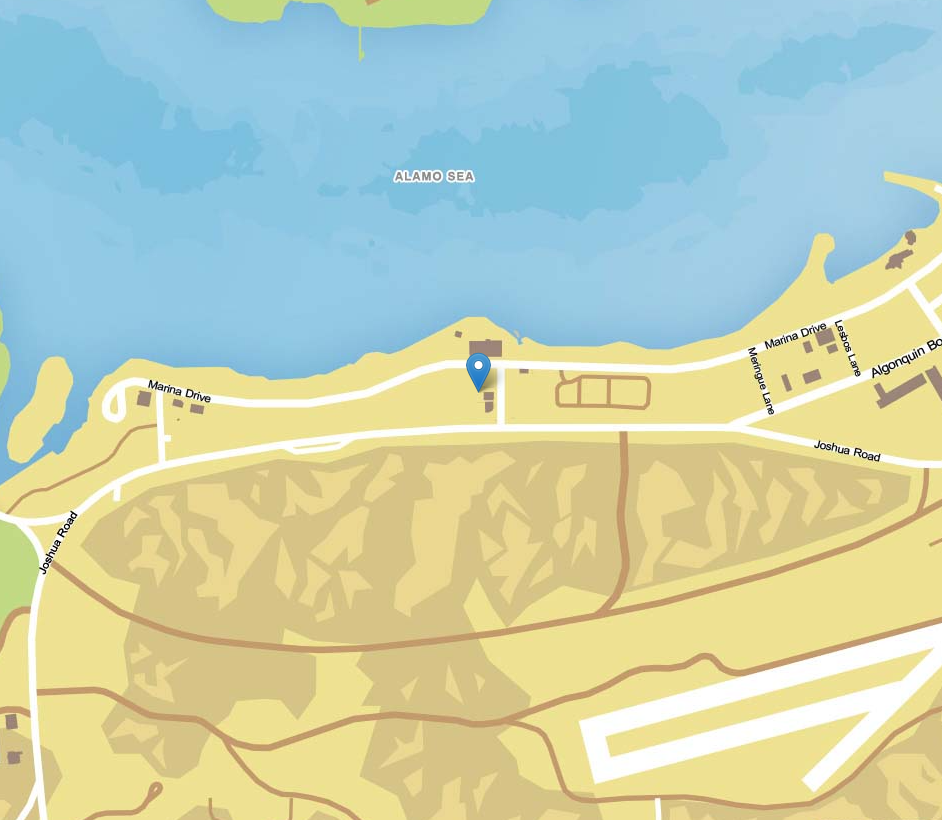 ALAMO SEA
Marina Drive
Lesbos Lane
Algonquin Bo
Meringue Lane
Marina Drive
Joshua Road
Joshua Road